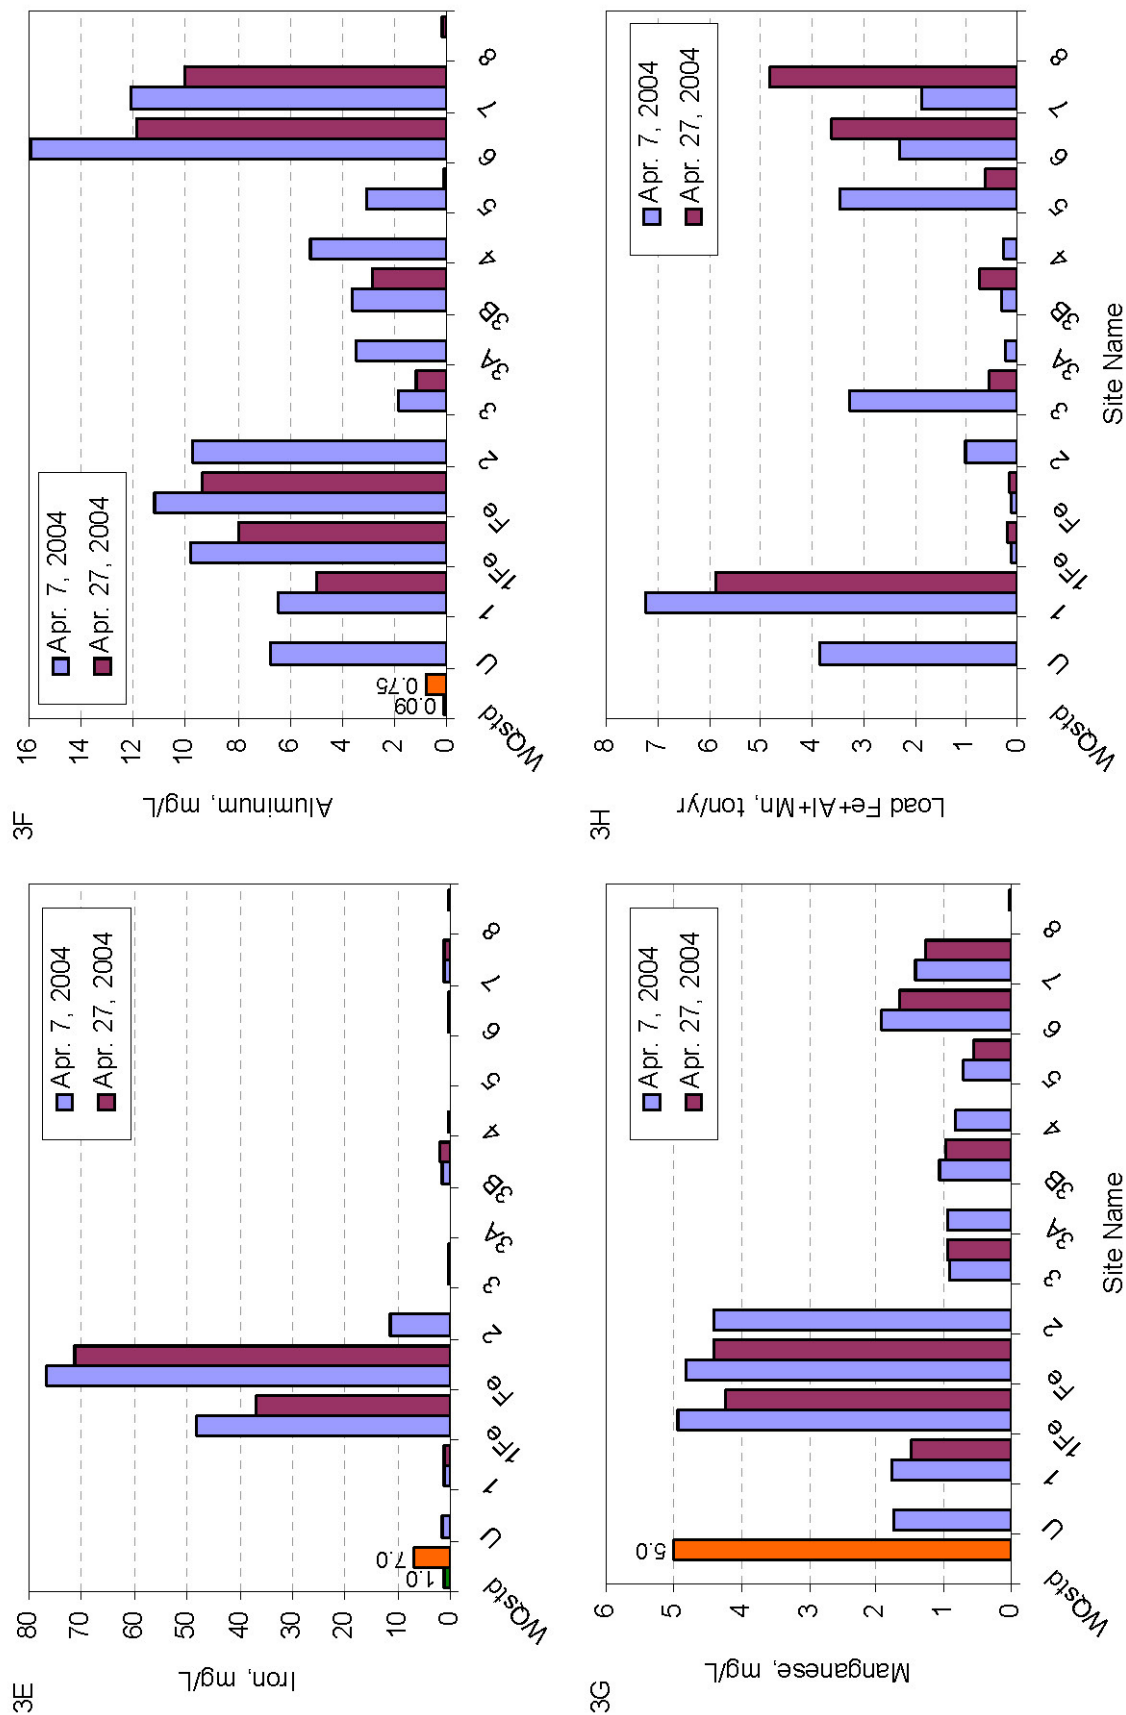 3E
Iron, mg/L
80
70
60
50
40
30
20
10
0
1.0
7.0
Apr. 7, 2004
Apr. 27, 2004
WQstd
U
1
1Fe
Fe
2
3
3A
3B
4
5
6
7
8
3F
Aluminum, mg/L
16
14
12
10
8
6
4
2
0
0.09
0.75
Apr. 7, 2004
Apr. 27, 2004
WQstd
U
1
1Fe
Fe
2
3
3A
3B
4
5
6
7
8
3G
Manganese, mg/L
6
5
4
3
2
1
0
5.0
Apr. 7, 2004
Apr. 27, 2004
WQstd
U
1
1Fe
Fe
2
3
3A
3B
4
5
6
7
8
Site Name
3H
Load Fe+Al+Mn, ton/yr
8
7
6
5
4
3
2
1
0
Apr. 7, 2004
Apr. 27, 2004
WQstd
U
1
1Fe
Fe
2
3
3A
3B
4
5
6
7
8
Site Name